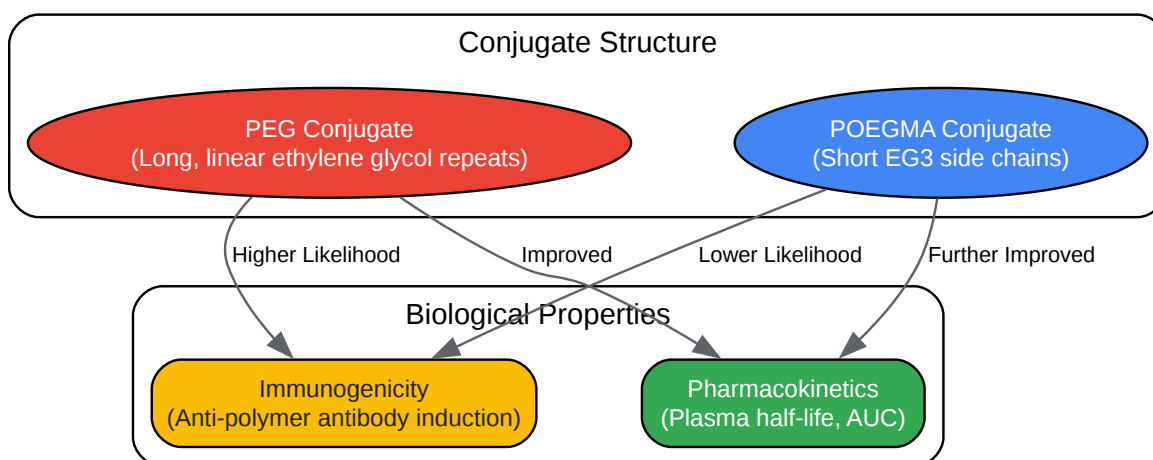 Conjugate Structure
PEG Conjugate
(Long, linear ethylene glycol repeats)
POEGMA Conjugate
(Short EG3 side chains)
Higher Likelihood
Improved
Lower Likelihood
Further Improved
Biological Properties
Immunogenicity
(Anti-polymer antibody induction)
Pharmacokinetics
(Plasma half-life, AUC)